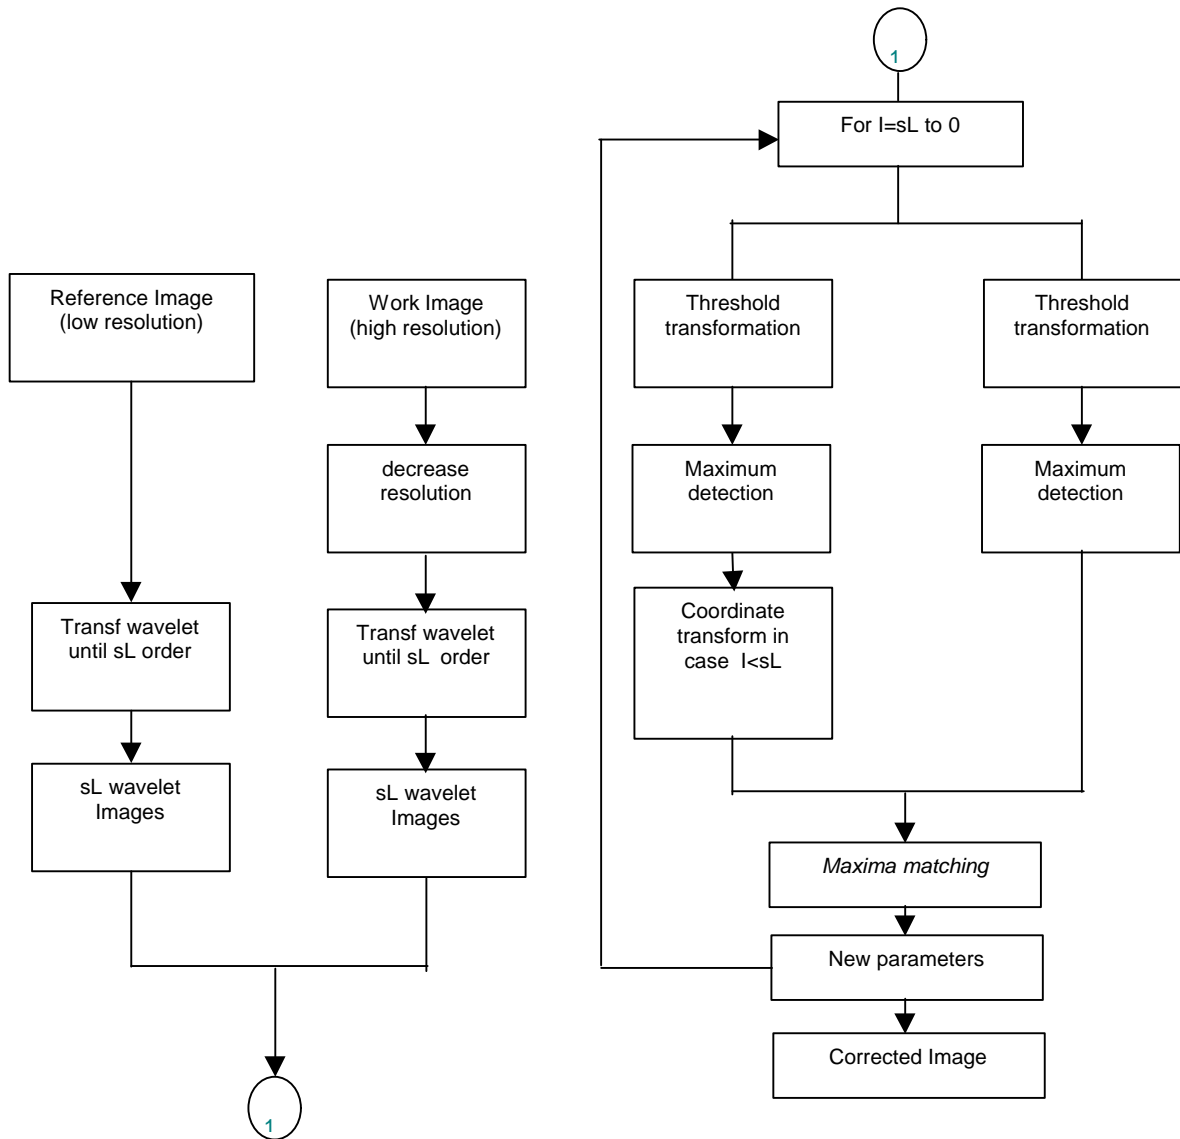 Reference Image
(low resolution)
Transf wavelet
until sL order
sL wavelet
Images
Work Image
(high resolution)
decrease
resolution
Transf wavelet
until sL order
sL wavelet
Images
1
1
For I=sL to 0
Threshold
transformation
Maximum
detection
Coordinate
transform in
case I<sL
Threshold
transformation
Maximum
detection
Maxima matching
New parameters
Corrected Image